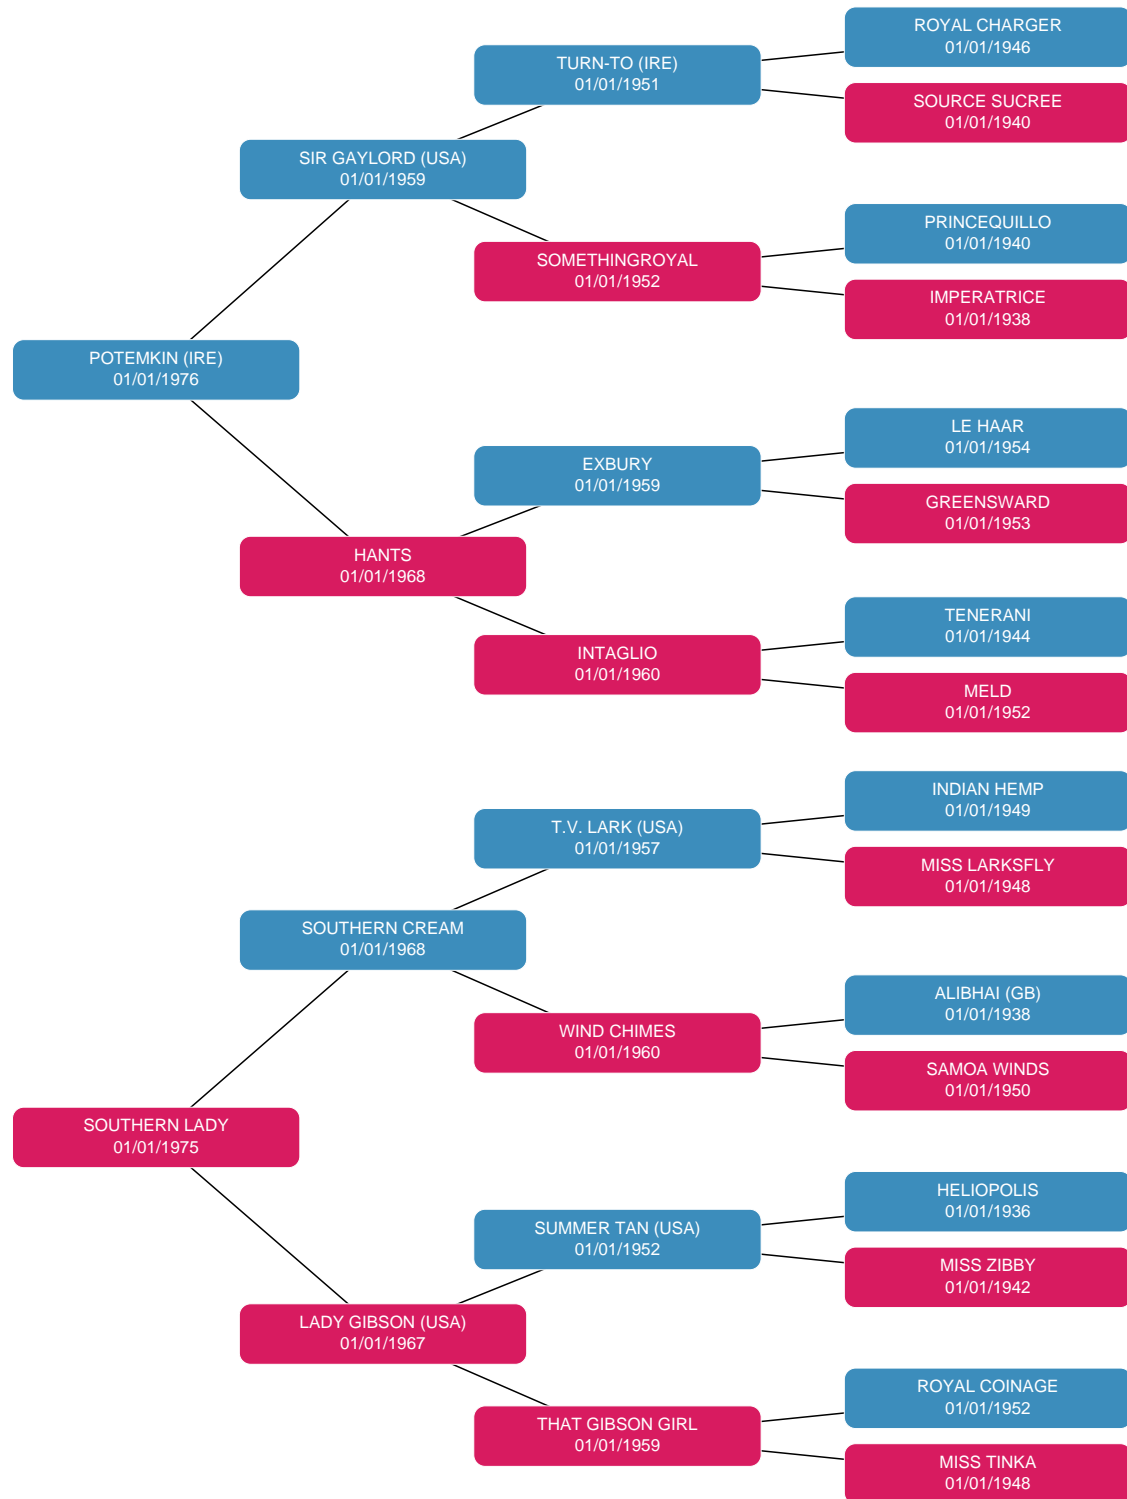 ROYAL CHARGER
01/01/1946
TURN-TO (IRE)
01/01/1951
SOURCE SUCREE
01/01/1940
SIR GAYLORD (USA)
01/01/1959
PRINCEQUILLO
01/01/1940
SOMETHINGROYAL
01/01/1952
IMPERATRICE
01/01/1938
POTEMKIN (IRE)
01/01/1976
LE HAAR
01/01/1954
EXBURY
01/01/1959
GREENSWARD
01/01/1953
HANTS
01/01/1968
TENERANI
01/01/1944
INTAGLIO
01/01/1960
MELD
01/01/1952
INDIAN HEMP
01/01/1949
T.V. LARK (USA)
01/01/1957
MISS LARKSFLY
01/01/1948
SOUTHERN CREAM
01/01/1968
ALIBHAI (GB)
01/01/1938
WIND CHIMES
01/01/1960
SAMOA WINDS
01/01/1950
SOUTHERN LADY
01/01/1975
HELIOPOLIS
01/01/1936
SUMMER TAN (USA)
01/01/1952
MISS ZIBBY
01/01/1942
LADY GIBSON (USA)
01/01/1967
ROYAL COINAGE
01/01/1952
THAT GIBSON GIRL
01/01/1959
MISS TINKA
01/01/1948